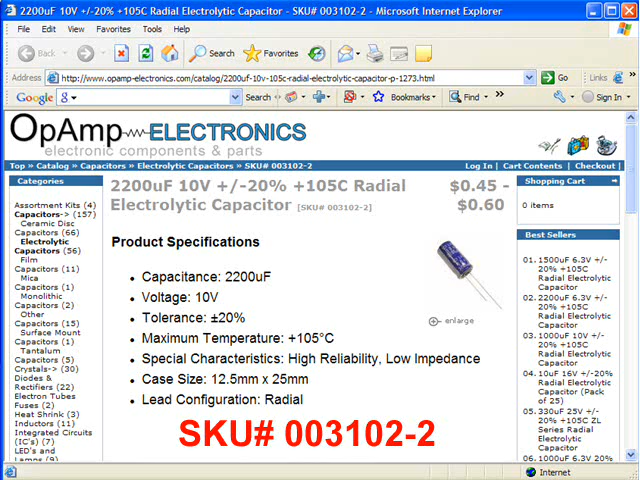 2200uF 10V +/-20% +105C Radial Electrolytic Capacitor - SKU# 003102-2 - Microsoft Internet Explorer
File Edit View Favorites Tools Help
Back Search Favorites
Address http://www.opamp-electronics.com/catalog/2200uf-10v-105c-radial-electrolytic-capacitor-p-1273.html Go Links »
Google g Search Bookmarks Find » Sign In
OpAmp ELECTRONICS
electronic components & parts
Top » Catalog » Capacitors » Electrolytic Capacitors » SKU# 003102-2 Log In | Cart Contents | Checkout |
Categories
Assortment Kits (4)
Capacitors-> (157)
Ceramic Disc
Capacitors (66)
Electrolytic
Capacitors (56)
Film
Capacitors (11)
Mica
Capacitors (1)
Monolithic
Capacitors (2)
Other
Capacitors (15)
Surface Mount
Capacitors (1)
Tantalum
Capacitors (5)
Crystals-> (30)
Diodes &
Rectifiers (22)
Electron Tubes
Fuses (2)
Heat Shrink (3)
Inductors (11)
Integrated Circuits
(IC's) (7)
LED's and
Lamps (9)
2200uF 10V +/-20% +105C Radial
Electrolytic Capacitor [SKU# 003102-2]
$0.45 -
$0.60
Product Specifications
Capacitance: 2200uF
Voltage: 10V
Tolerance: ±20%
Maximum Temperature: +105°C
Special Characteristics: High Reliability, Low Impedance
Case Size: 12.5mm x 25mm
Lead Configuration: Radial
enlarge
SKU# 003102-2
Shopping Cart
0 items
Best Sellers
01. 1500uF 6.3V +/-
20% +105C
Radial Electrolytic
Capacitor
02. 2200uF 6.3V +/-
20% +105C
Radial Electrolytic
Capacitor
03. 1000uF 10V +/-
20% +105C
Radial Electrolytic
Capacitor
04. 10uF 16V +/-20%
Radial Electrolytic
Capacitor (Pack
of 25)
05. 330uF 25V +/-
20% +105C ZL
Series Radial
Electrolytic
Capacitor
06. 1000uF 6.3V
Internet